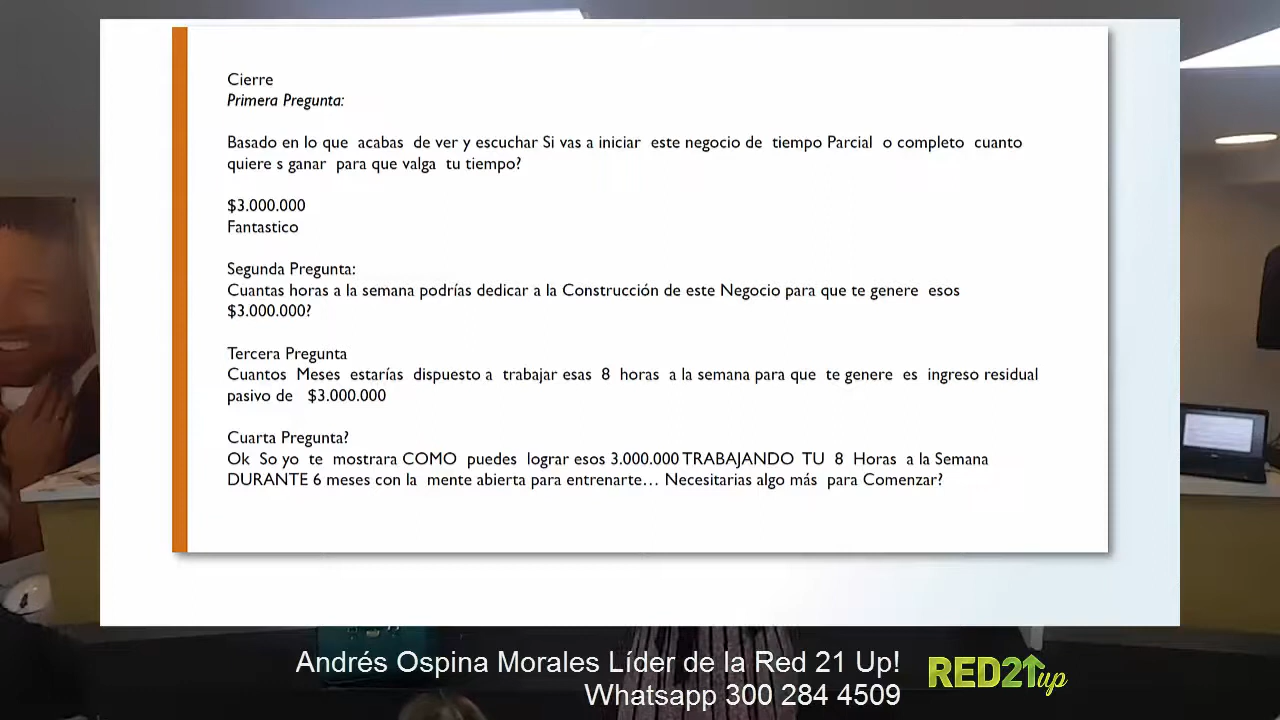 Cierre
Primera Pregunta:
Basado en lo que acabas de ver y escuchar Si vas a iniciar este negocio de tiempo Parcial o completo cuanto
quiere s ganar para que valga tu tiempo?
$3.000.000
Fantastico
Segunda Pregunta:
Cuantas horas a la semana podrías dedicar a la Construcción de este Negocio para que te genere esos
$3.000.000?
Tercera Pregunta
Cuantos Meses estarías dispuesto a trabajar esas 8 horas a la semana para que te genere es ingreso residual
pasivo de $3.000.000
Cuarta Pregunta?
Ok So yo te mostrara COMO puedes lograr esos 3.000.000 TRABAJANDO TU 8 Horas a la Semana
DURANTE 6 meses con la mente abierta para entrenarte… Necesitarias algo más para Comenzar?
Andrés Ospina Morales Líder de la Red 21 Up!
Whatsapp 300 284 4509
RED21up